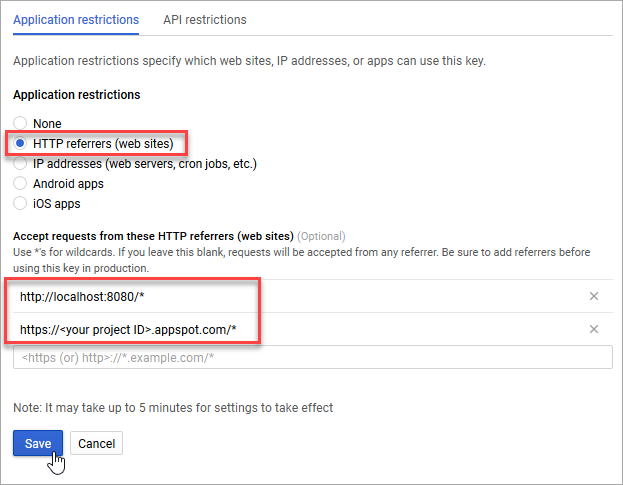 Application restrictions API restrictions
Application restrictions specify which web sites, IP addresses, or apps can use this key.
Application restrictions
None
HTTP referrers (web sites)
IP addresses (web servers, cron jobs, etc.)
Android apps
iOS apps
Accept requests from these HTTP referrers (web sites) (Optional)
Use *'s for wildcards. If you leave this blank, requests will be accepted from any referrer. Be sure to add referrers before
using this key in production.
http://localhost:8080/*
https://<your project ID>.appspot.com/*
<https (or) http>://*.example.com/*
Note: It may take up to 5 minutes for settings to take effect
Save Cancel